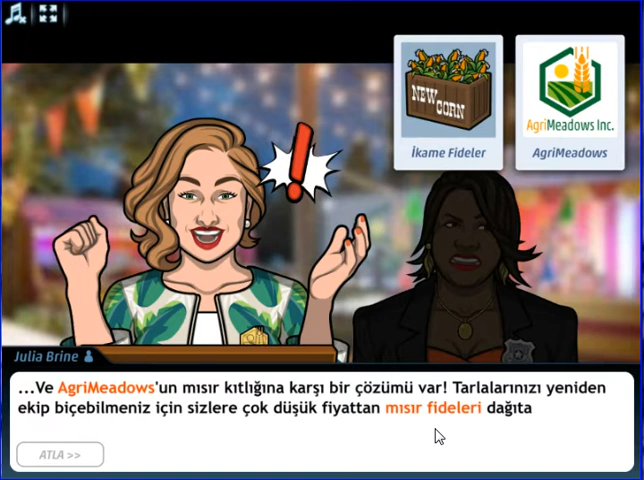 NEW CORN
İkame Fideler
AgriMeadows Inc.
AgriMeadows
Julia Brine
...Ve AgriMeadows'un mısır kıtlığına karşı bir çözümü var! Tarlalarınızı yeniden
ekip biçebilmeniz için sizlere çok düşük fiyattan mısır fideleri dağıta
ATLA >>